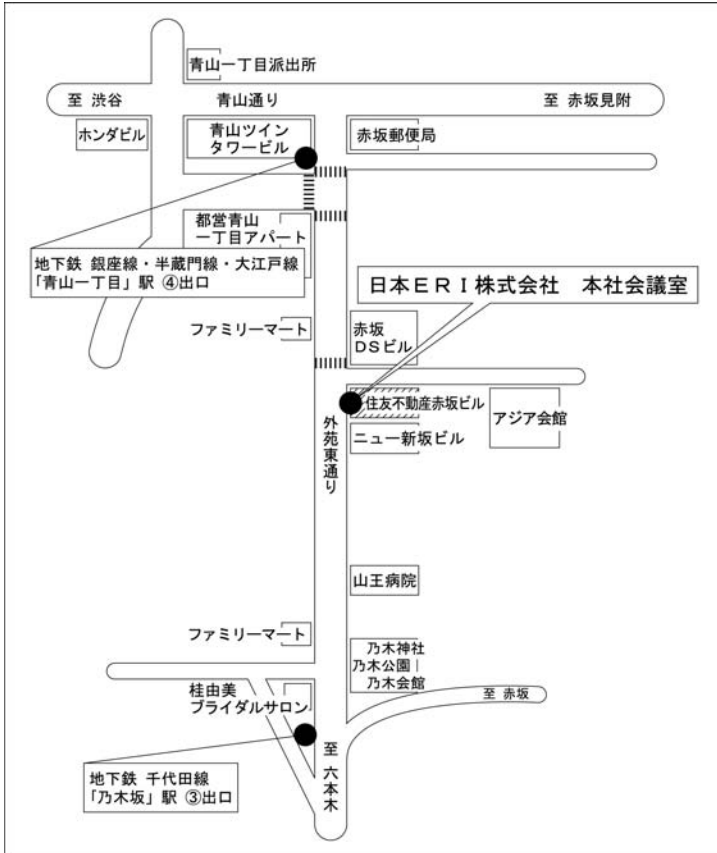 青山一丁目派出所
至 渋谷
青山通り
至 赤坂見附
ホンダビル
青山ツイン
タワービル
赤坂郵便局
都営青山
一丁目アパート
地下鉄 銀座線・半蔵門線・大江戸線
「青山一丁目」駅 ④出口
日本ERI株式会社 本社会議室
ファミリーマート
赤坂
DSビル
住友不動産赤坂ビル
アジア会館
ニュー新坂ビル
外苑東通り
山王病院
ファミリーマート
乃木神社
乃木公園
乃木会館
桂由美
ブライダルサロン
至 赤坂
至 六本木
地下鉄 千代田線
「乃木坂」駅 ③出口